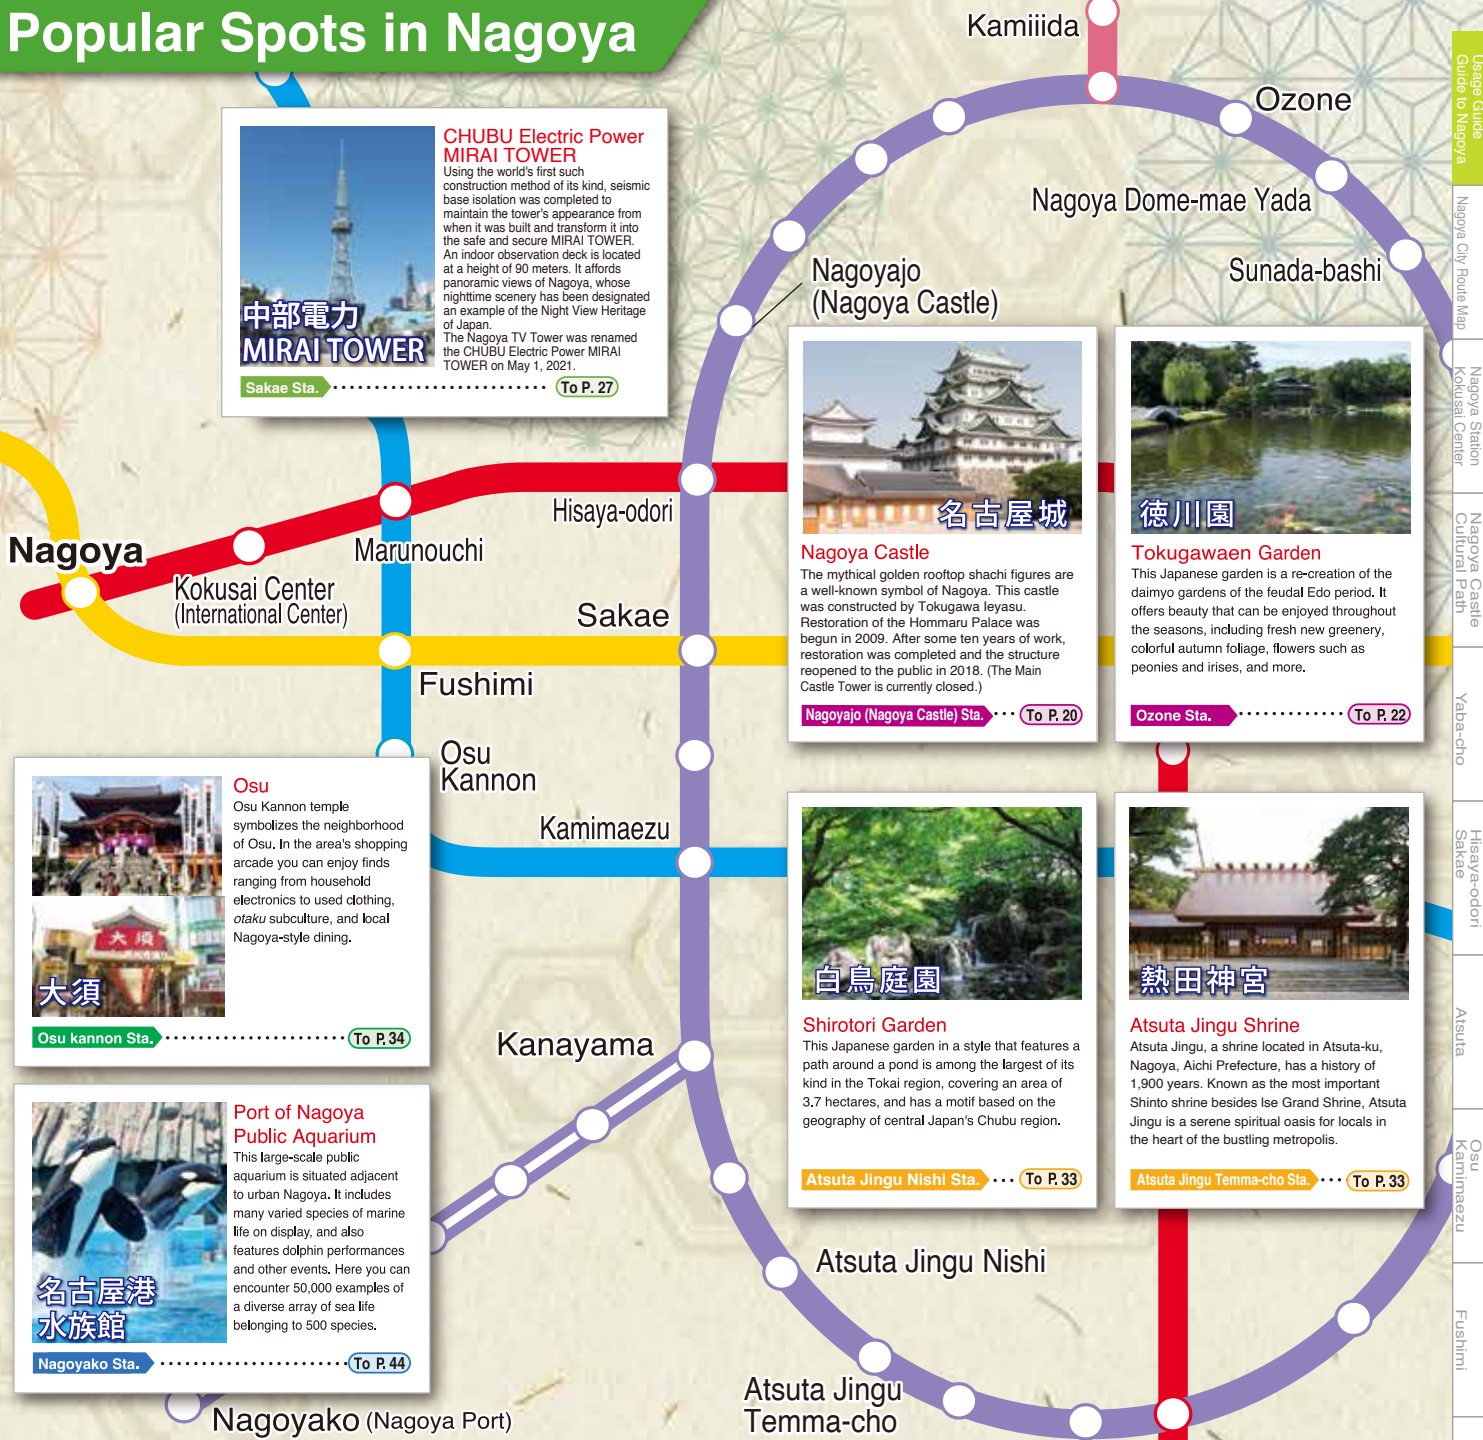 Popular Spots in Nagoya
Kamiiida
Ozone
Nagoya Dome-mae Yada
Sunada-bashi
Nagoyajo
(Nagoya Castle)
CHUBU Electric Power
MIRAI TOWER
Using the world's first such
construction method of its kind, seismic
base isolation was completed to
maintain the tower's appearance from
when it was built and transform it into
the safe and secure MIRAI TOWER.
An indoor observation deck is located
at a height of 90 meters. It affords
panoramic views of Nagoya, whose
nighttime scenery has been designated
an example of the Night View Heritage
of Japan.
The Nagoya TV Tower was renamed
the CHUBU Electric Power MIRAI
TOWER on May 1, 2021.
中部電力
MIRAI TOWER
Sakae Sta.
To P. 27
Hisaya-odori
Marunouchi
Nagoya
Kokusai Center
(International Center)
Sakae
Fushimi
Osu
Kannon
Kamimaezu
Kanayama
名古屋城
Nagoya Castle
The mythical golden rooftop shachi figures are
a well-known symbol of Nagoya. This castle
was constructed by Tokugawa Ieyasu.
Restoration of the Hommaru Palace was
begun in 2009. After some ten years of work,
restoration was completed and the structure
reopened to the public in 2018. (The Main
Castle Tower is currently closed.)
Nagoyajo (Nagoya Castle) Sta.
To P. 20
徳川園
Tokugawaen Garden
This Japanese garden is a re-creation of the
daimyo gardens of the feudal Edo period. It
offers beauty that can be enjoyed throughout
the seasons, including fresh new greenery,
colorful autumn foliage, flowers such as
peonies and irises, and more.
Ozone Sta.
To P. 22
Osu
Osu Kannon temple
symbolizes the neighborhood
of Osu. In the area's shopping
arcade you can enjoy finds
ranging from household
electronics to used clothing,
otaku subculture, and local
Nagoya-style dining.
大須
大須
Osu kannon Sta.
To P. 34
白鳥庭園
Shirotori Garden
This Japanese garden in a style that features a
path around a pond is among the largest of its
kind in the Tokai region, covering an area of
3.7 hectares, and has a motif based on the
geography of central Japan's Chubu region.
Atsuta Jingu Nishi Sta.
To P. 33
熱田神宮
Atsuta Jingu Shrine
Atsuta Jingu, a shrine located in Atsuta-ku,
Nagoya, Aichi Prefecture, has a history of
1,900 years. Known as the most important
Shinto shrine besides Ise Grand Shrine, Atsuta
Jingu is a serene spiritual oasis for locals in
the heart of the bustling metropolis.
Atsuta Jingu Temma-cho Sta.
To P. 33
Port of Nagoya
Public Aquarium
This large-scale public
aquarium is situated adjacent
to urban Nagoya. It includes
many varied species of marine
life on display, and also
features dolphin performances
and other events. Here you can
encounter 50,000 examples of
a diverse array of sea life
belonging to 500 species.
名古屋港
水族館
Nagoyako Sta.
To P. 44
Nagoyako (Nagoya Port)
Atsuta Jingu Nishi
Atsuta Jingu
Temma-cho
Usage Guide
Guide to Nagoya
Nagoya City Route Map
Nagoya Station
Kokusai Center
Nagoya Castle
Cultural Path
Yaba-cho
Hisaya-odori
Sakae
Atsuta
Osu
Kamimaezu
Fushimi